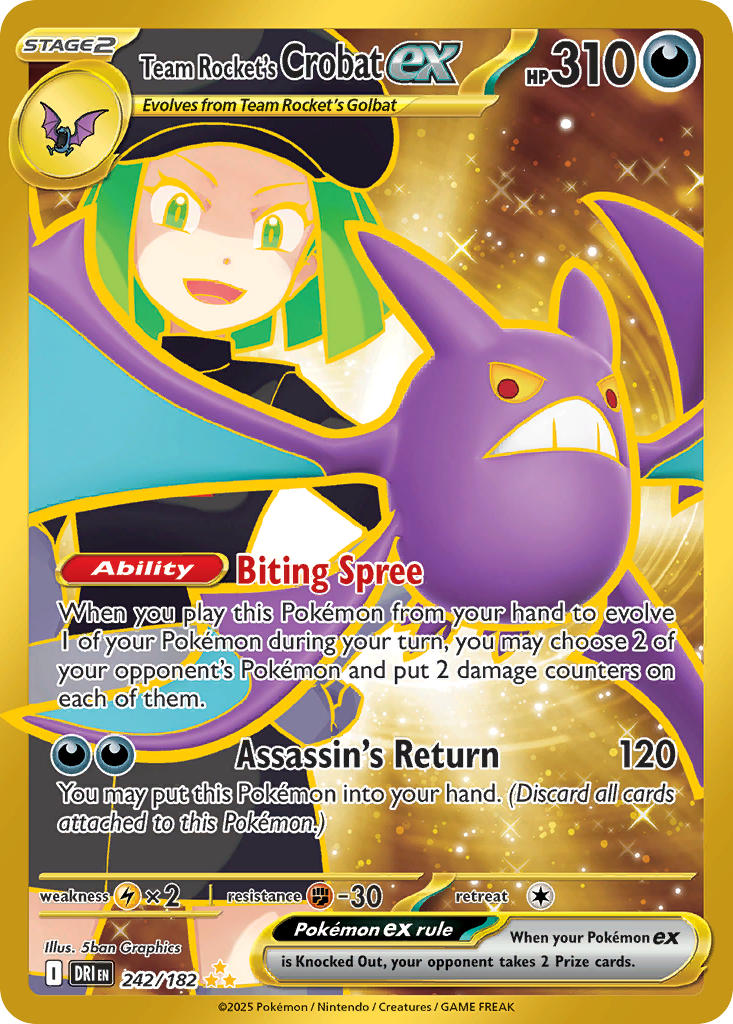 STAGE2
Team Rocket's Crobat ex HP 310
Evolves from Team Rocket's Golbat
Ability Biting Spree
When you play this Pokémon from your hand to evolve
1 of your Pokémon during your turn, you may choose 2 of
your opponent's Pokémon and put 2 damage counters on
each of them.
Assassin's Return 120
You may put this Pokémon into your hand. (Discard all cards
attached to this Pokémon.)
weakness ×2 resistance -30 retreat
Pokémon ex rule
When your Pokémon ex
is Knocked Out, your opponent takes 2 Prize cards.
Illus. 5ban Graphics
I DRI EN 242/182
©2025 Pokémon / Nintendo / Creatures / GAME FREAK